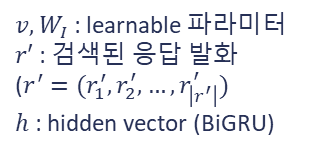 v, W_I : learnable 파라미터
r′ : 검색된 응답 발화
(r′ = (r′_1, r′_2, …, r′_|r′|)
h : hidden vector (BiGRU)